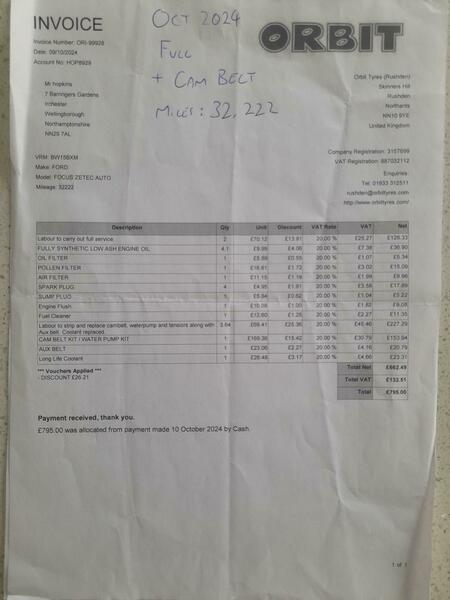 INVOICE
OCT 2024
ORBIT
Invoice Number: ORI-99928
Date: 09/10/2024
Account No: HOP8929
FULL
+ CAM BELT
MILES: 32,222
Mr hopkins
7 Barringers Gardens
Irchester
Wellingborough
Northamptonshire
NN29 7AL
Orbit Tyres (Rushden)
Skinners Hill
Rushden
Northants
NN10 9YE
United Kingdom
VRM: BW15BXM
Make: FORD
Model: FOCUS ZETEC AUTO
Mileage: 32222
Company Registration: 3157699
VAT Registration: 887032112
Enquiries:
Tel: 01933 312511
rushden@orbittyres.com
http://www.orbittyres.com/
Description Qty Unit Discount VAT Rate VAT Net
Labour to carry out full service 2 £70.12 £13.91 20.00 % £25.27 £126.33
FULLY SYNTHETIC LOW ASH ENGINE OIL 4.1 £9.99 £4.06 20.00 % £7.38 £36.90
OIL FILTER 1 £5.89 £0.55 20.00 % £1.07 £5.34
POLLEN FILTER 1 £16.81 £1.72 20.00 % £3.02 £15.09
AIR FILTER 1 £11.15 £1.19 20.00 % £1.99 £9.96
SPARK PLUG 4 £4.95 £1.91 20.00 % £3.58 £17.89
SUMP PLUG 1 £5.84 £0.62 20.00 % £1.04 £5.22
Engine Flush 1 £10.08 £1.00 20.00 % £1.82 £9.08
Fuel Cleaner 1 £12.60 £1.25 20.00 % £2.27 £11.35
Labour to strip and replace cambelt, waterpump and tensions along with 3.64 £69.41 £25.36 20.00 % £45.46 £227.29
Aux belt. Coolant replaced.
CAM BELT KIT / WATER PUMP KIT 1 £169.36 £15.42 20.00 % £30.79 £153.94
AUX BELT 1 £23.06 £2.27 20.00 % £4.16 £20.79
Long Life Coolant 1 £26.48 £3.17 20.00 % £4.66 £23.31
*** Vouchers Applied ***
- DISCOUNT £26.21
Total Net £662.49
Total VAT £132.51
Total £795.00
Payment received, thank you.
£795.00 was allocated from payment made 10 October 2024 by Cash.
1 of 1